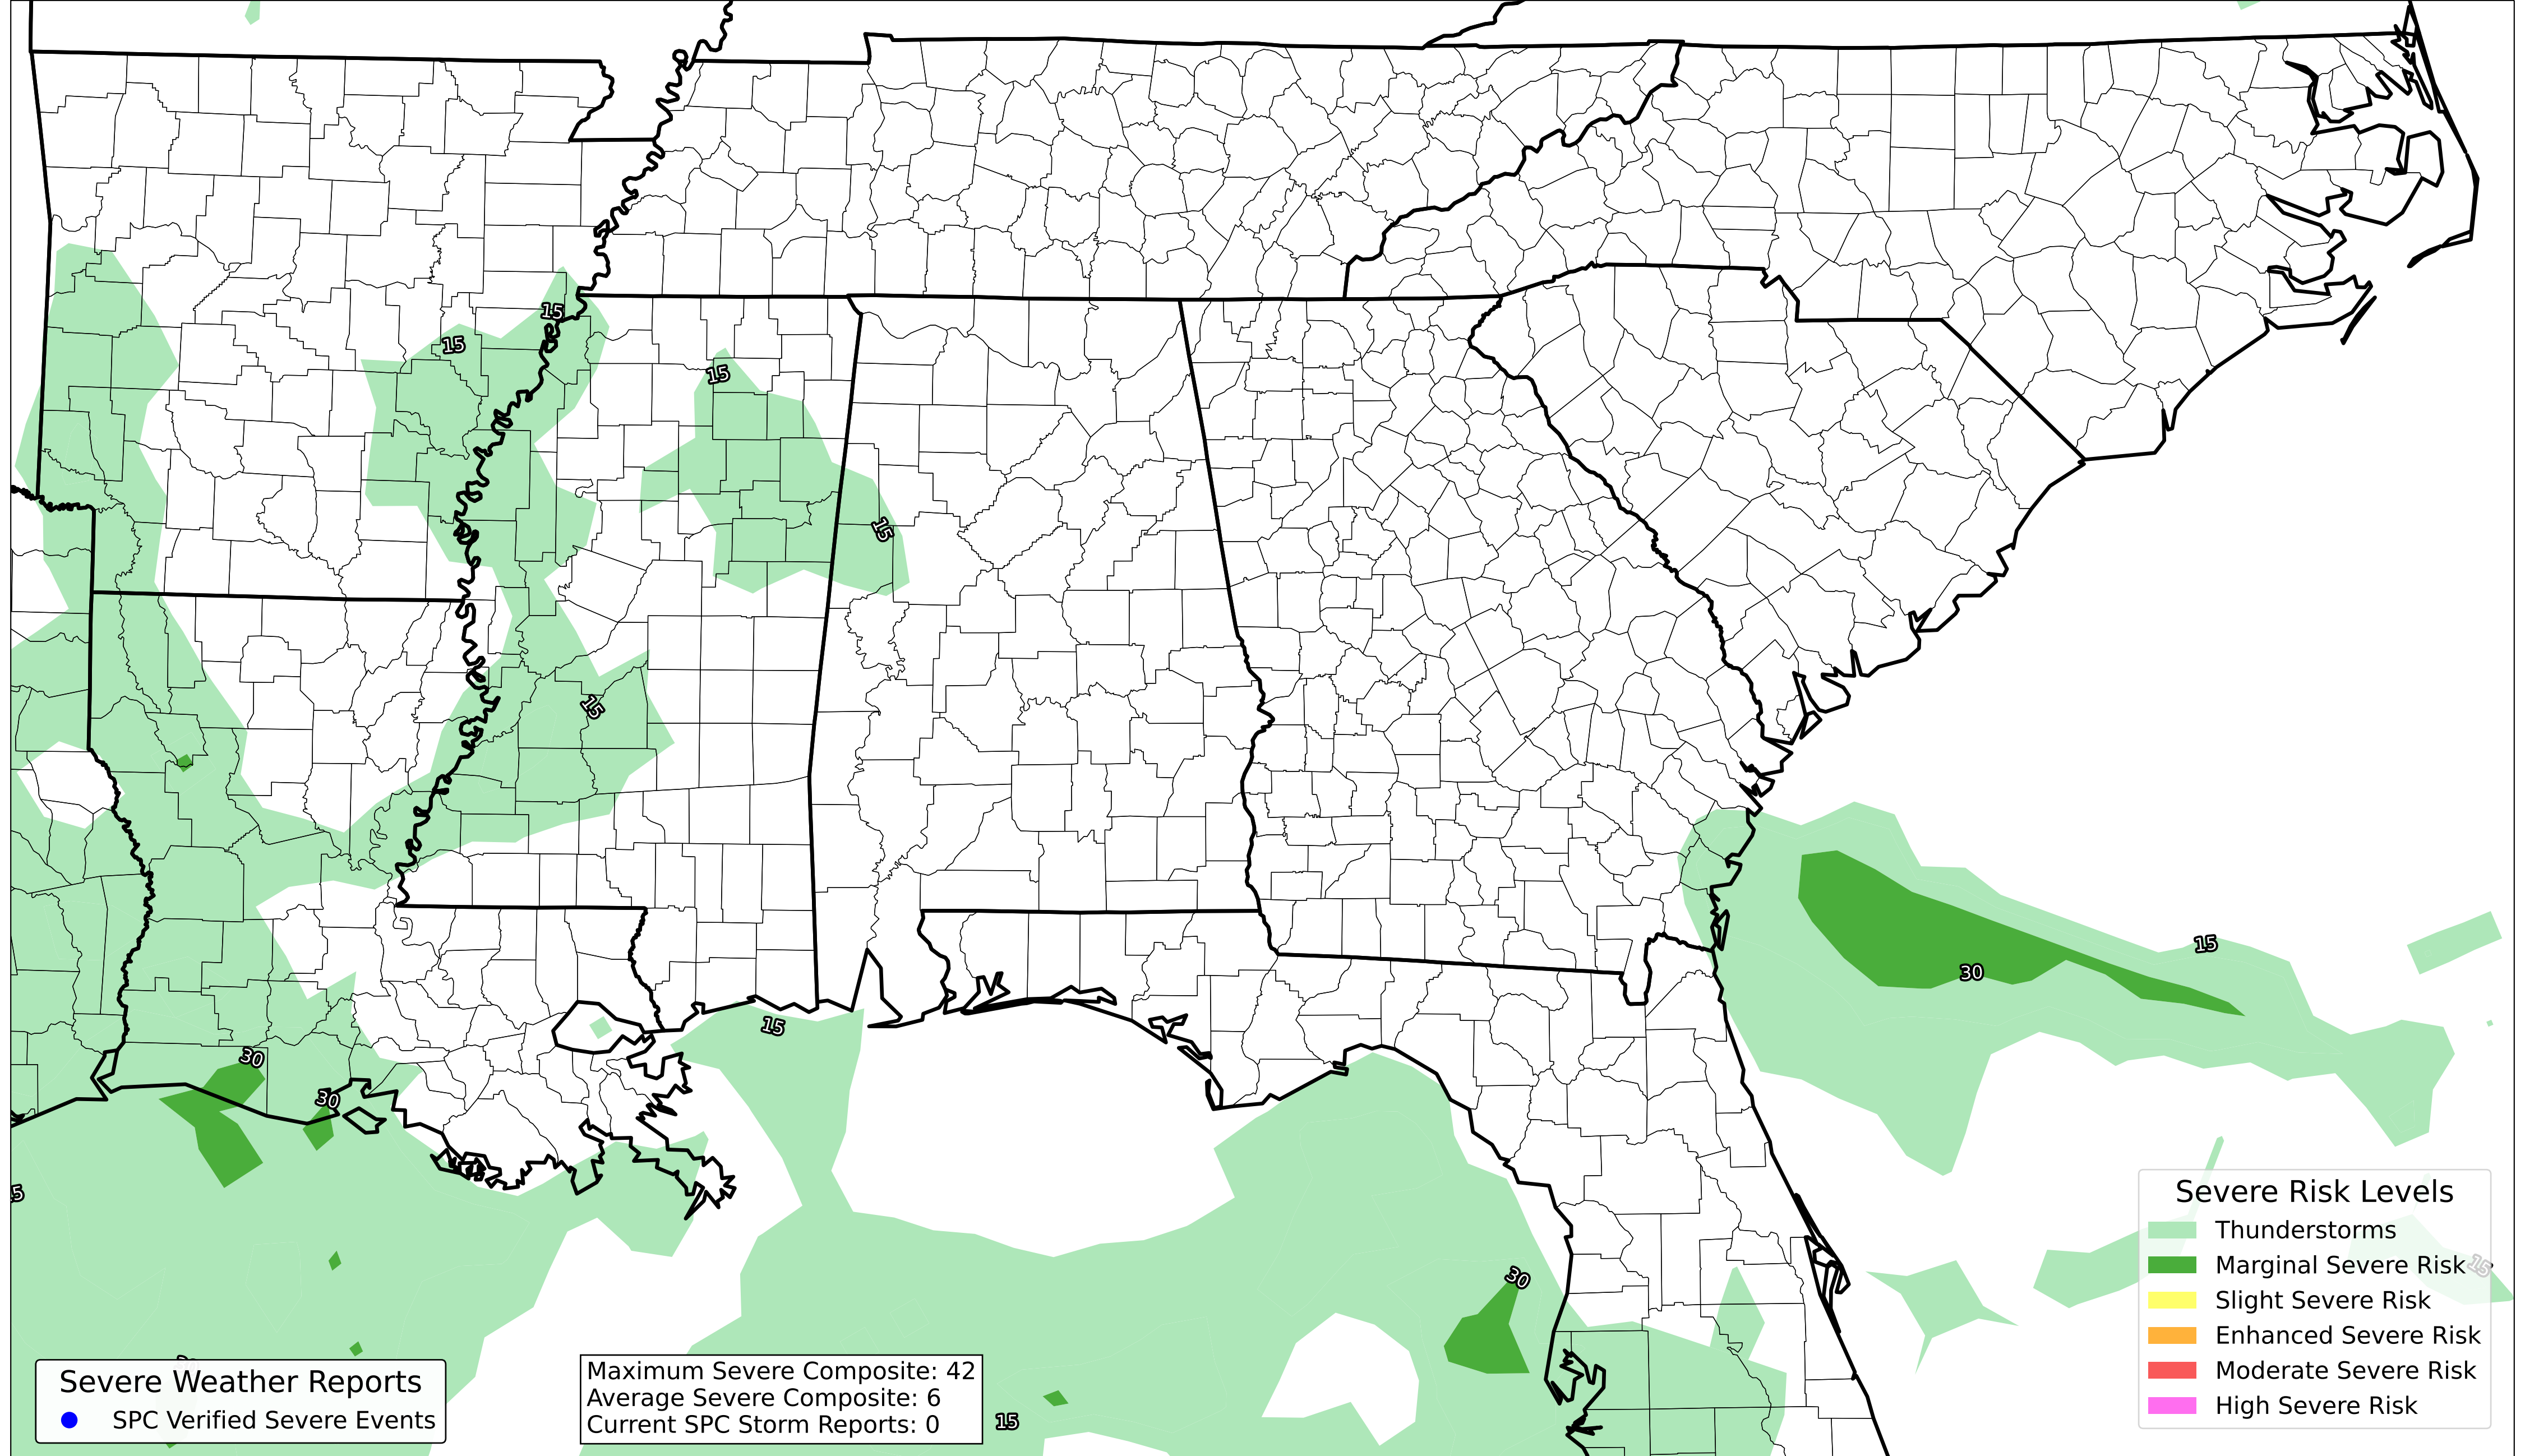 15
15
15
15
15
15
30
15
30
30
5
30
15
15
Severe Risk Levels
Thunderstorms
Marginal Severe Risk
Slight Severe Risk
Enhanced Severe Risk
Moderate Severe Risk
High Severe Risk
Severe Weather Reports
SPC Verified Severe Events
Maximum Severe Composite: 42
Average Severe Composite: 6
Current SPC Storm Reports: 0